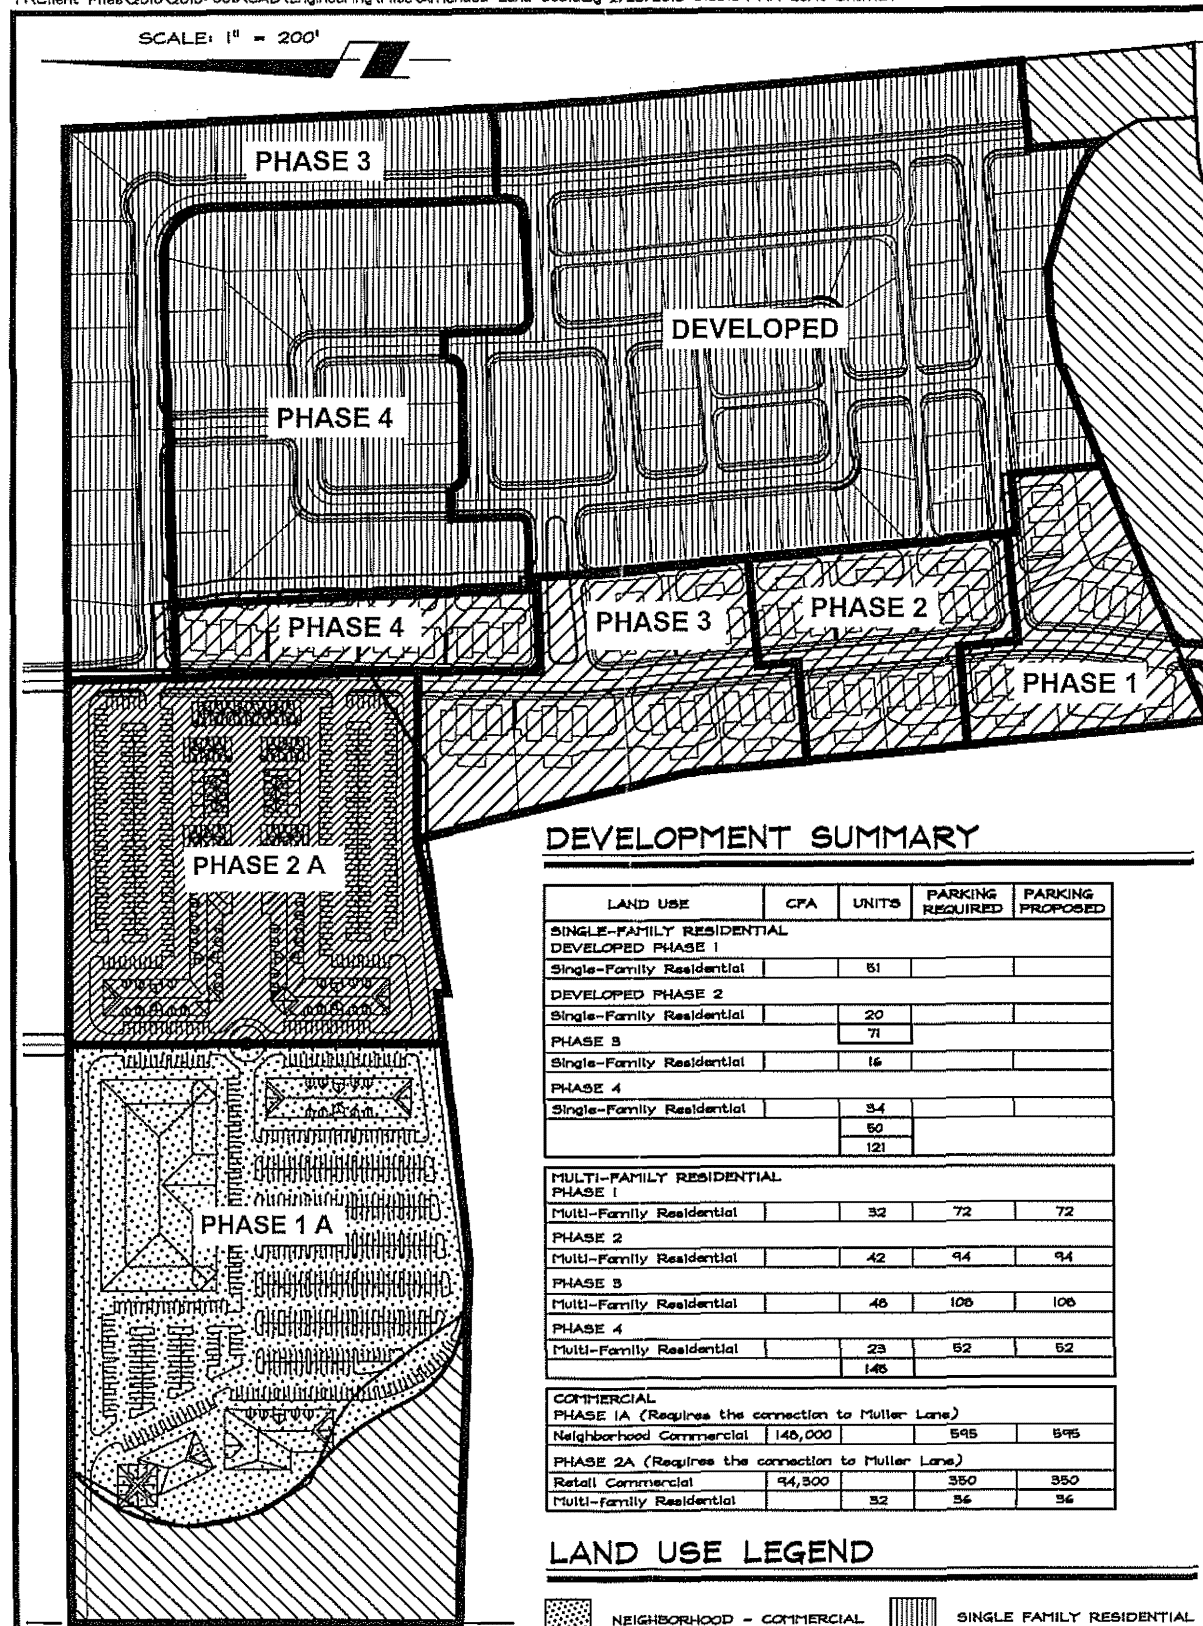 SCALE: 1" = 200'
PHASE 3
DEVELOPED
PHASE 4
PHASE 4
PHASE 3
PHASE 2
PHASE 1
PHASE 2 A
PHASE 1 A
DEVELOPMENT SUMMARY
LAND USE CFA UNITS PARKING REQUIRED PARKING PROPOSED
SINGLE-FAMILY RESIDENTIAL
DEVELOPED PHASE 1
Single-Family Residential 51
DEVELOPED PHASE 2
Single-Family Residential 20
71
PHASE 3
Single-Family Residential 16
PHASE 4
Single-Family Residential 34
50
121
MULTI-FAMILY RESIDENTIAL
PHASE 1
Multi-Family Residential 32 72 72
PHASE 2
Multi-Family Residential 42 94 94
PHASE 3
Multi-Family Residential 48 108 108
PHASE 4
Multi-Family Residential 23 52 52
COMMERCIAL
PHASE 1A (Requires the connection to Muller Lane)
Neighborhood Commercial 148,000 595 595
PHASE 2A (Requires the connection to Muller Lane)
Retail Commercial 94,300 350 350
Multi-family Residential 32 36 36
LAND USE LEGEND
NEIGHBORHOOD - COMMERCIAL
SINGLE FAMILY RESIDENTIAL